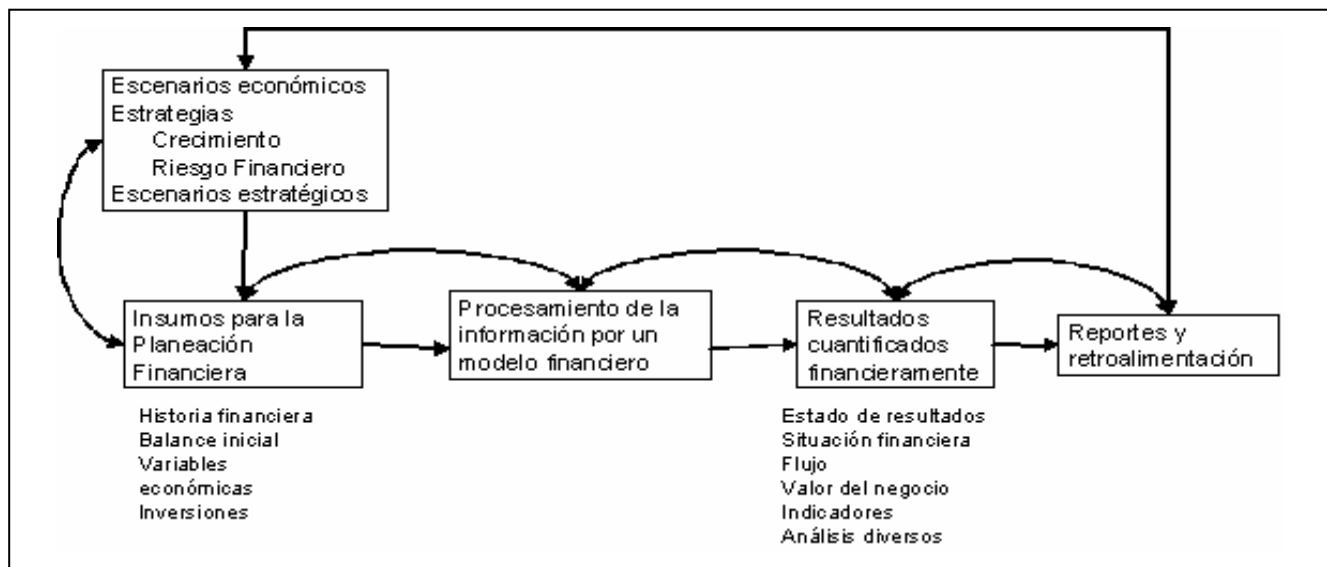 Escenarios económicos
Estrategias
Crecimiento
Riesgo Financiero
Escenarios estratégicos
Insumos para la
Planeación
Financiera
Procesamiento de la
información por un
modelo financiero
Resultados
cuantificados
financieramente
Reportes y
retroalimentación
Historia financiera
Balance inicial
Variables
económicas
Inversiones
Estado de resultados
Situación financiera
Flujo
Valor del negocio
Indicadores
Análisis diversos